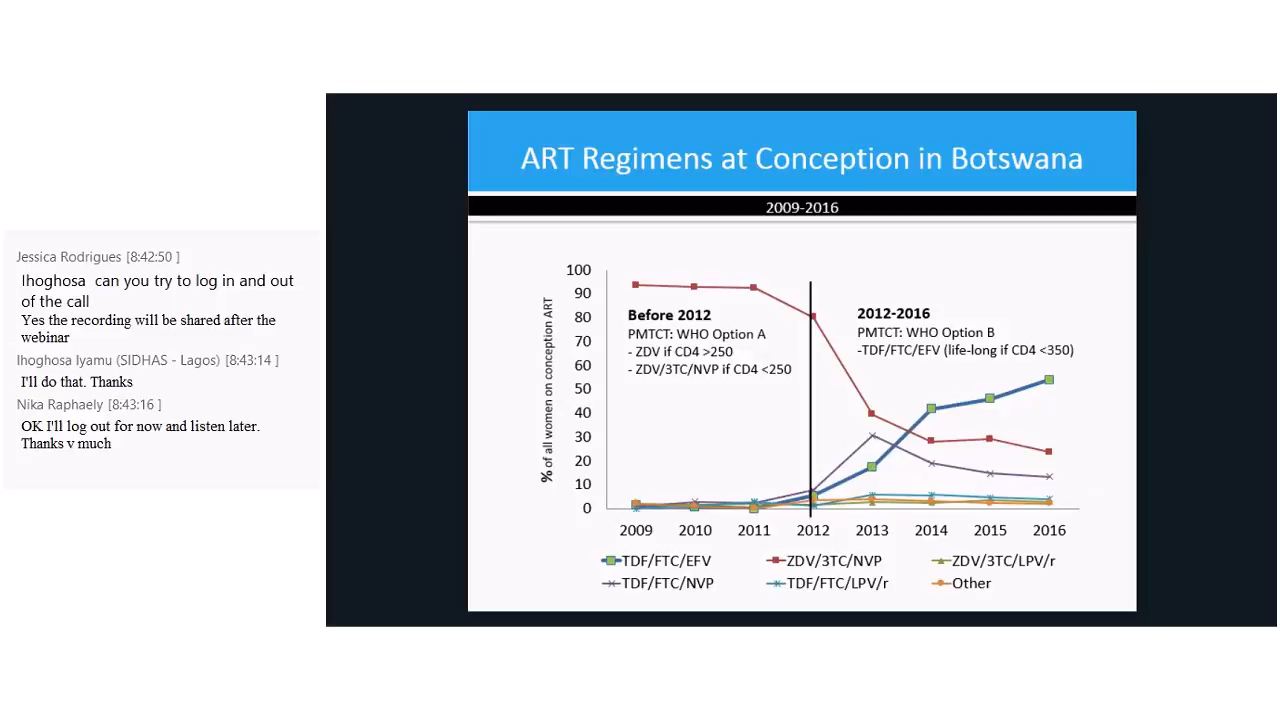 Jessica Rodrigues [8:42:50 ]
Ihoghosa  can you try to log in and out
of the call
Yes the recording will be shared after the
webinar
Ihoghosa Iyamu (SIDHAS - Lagos) [8:43:14 ]
I'll do that. Thanks
Nika Raphaely [8:43:16 ]
OK I'll log out for now and listen later.
Thanks v much
ART Regimens at Conception in Botswana
2009-2016
% of all women on conception ART
100
90
80
70
60
50
40
30
20
10
0
Before 2012
PMTCT: WHO Option A
- ZDV if CD4 >250
- ZDV/3TC/NVP if CD4 <250
2012-2016
PMTCT: WHO Option B
-TDF/FTC/EFV (life-long if CD4 <350)
2009 2010 2011 2012 2013 2014 2015 2016
TDF/FTC/EFV ZDV/3TC/NVP ZDV/3TC/LPV/r
TDF/FTC/NVP TDF/FTC/LPV/r Other